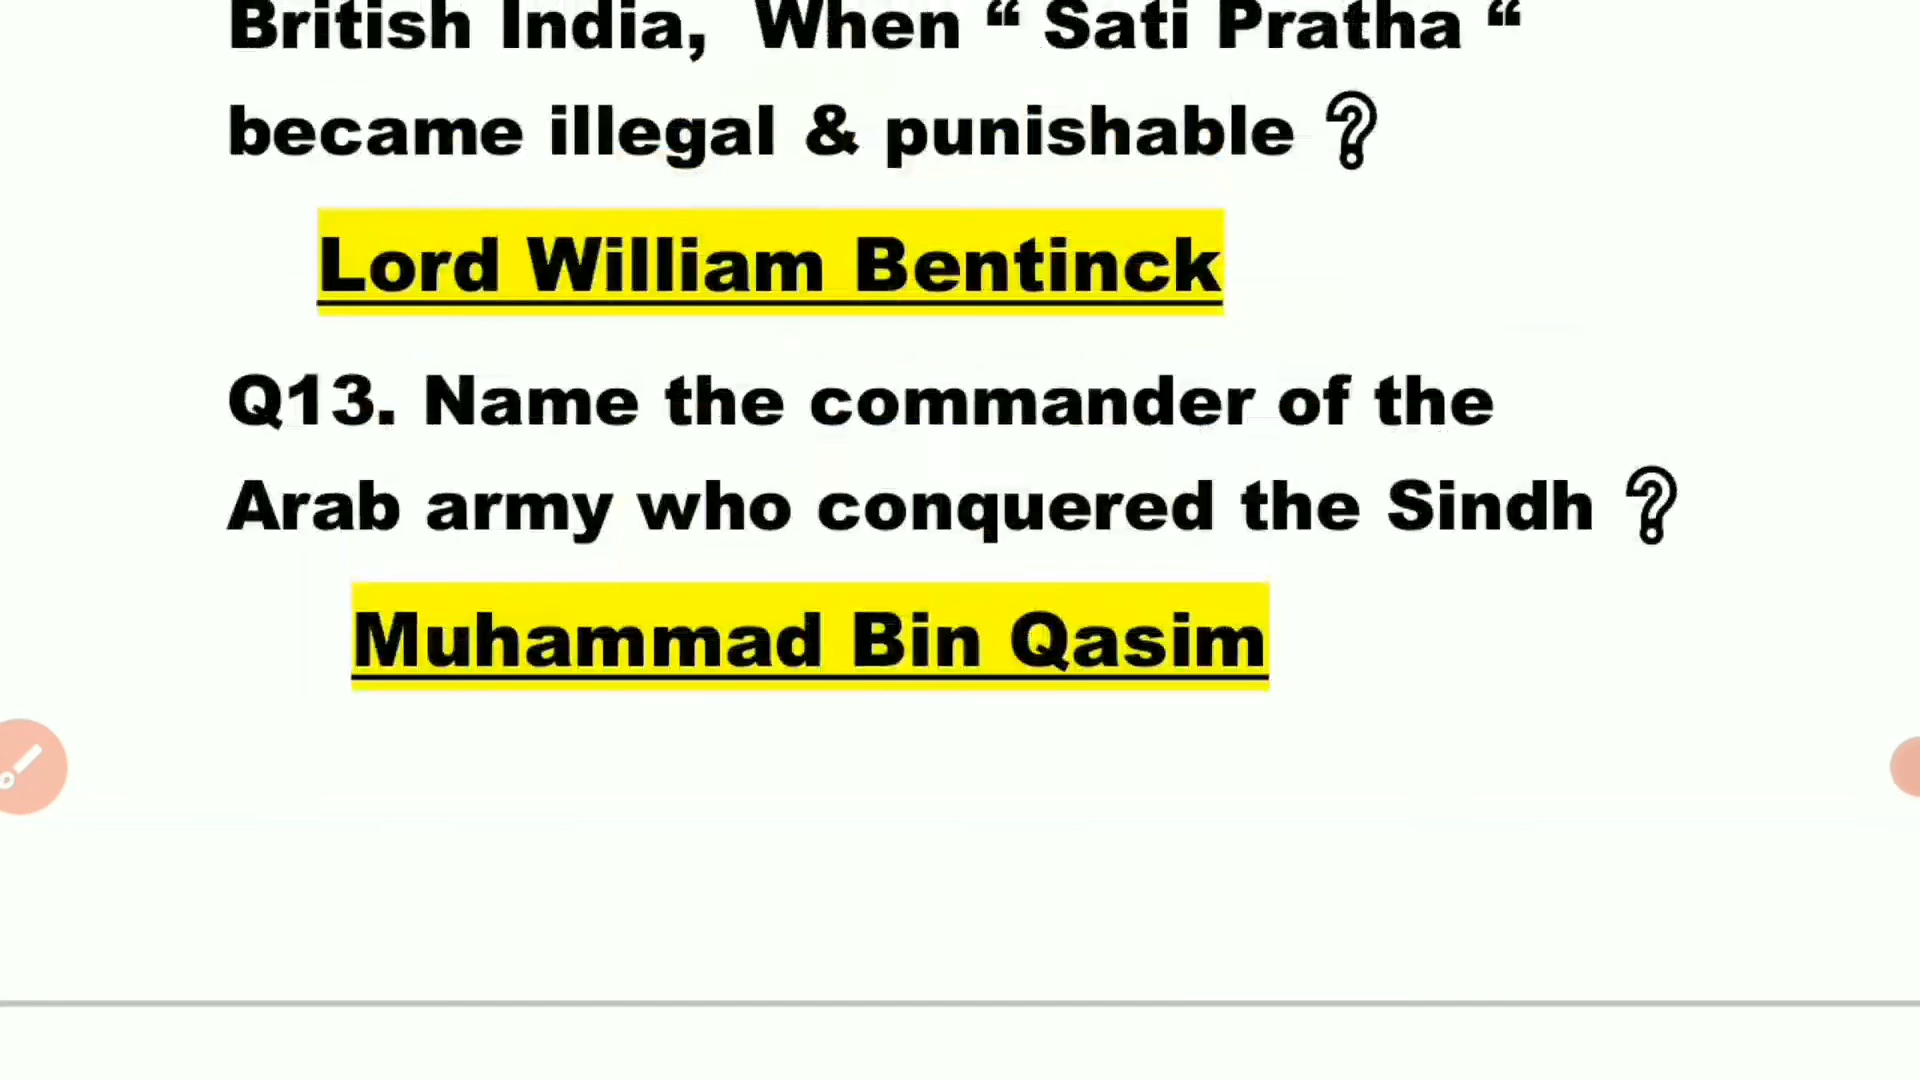 British India, When “ Sati Pratha “
became illegal & punishable ?
Lord William Bentinck
Q13. Name the commander of the
Arab army who conquered the Sindh ?
Muhammad Bin Qasim